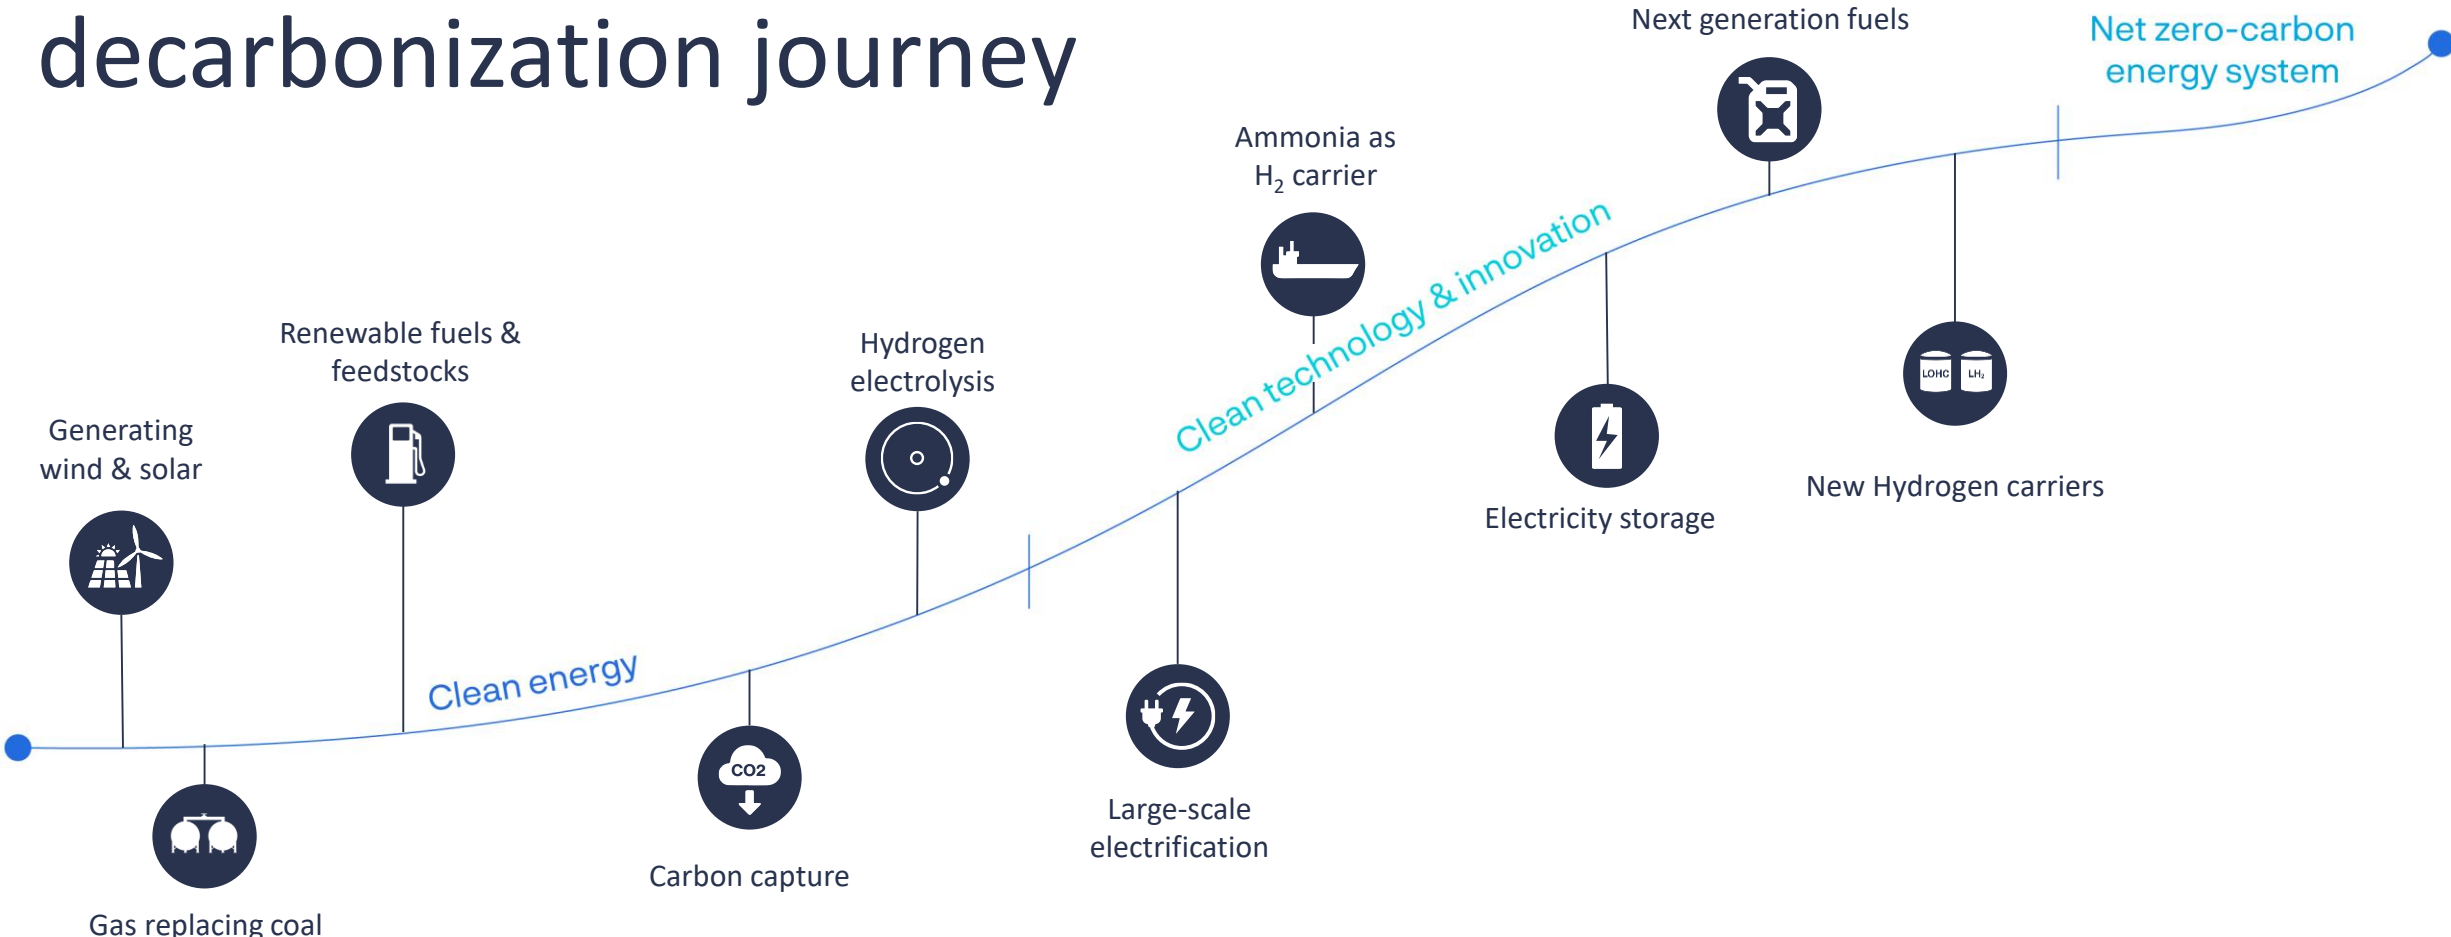 decarbonization journey
Next generation fuels
Net zero-carbon
energy system
Ammonia as
H₂ carrier
Clean technology & innovation
Renewable fuels &
feedstocks
Hydrogen
electrolysis
LOHC
LH₂
Generating
wind & solar
New Hydrogen carriers
Electricity storage
Clean energy
CO2
Large-scale
electrification
Carbon capture
Gas replacing coal